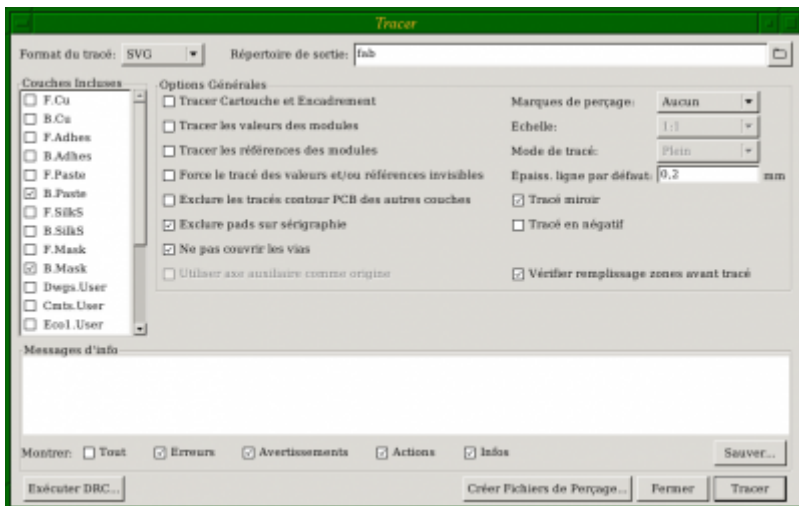 Tracer
Format du tracé: SVG Répertoire de sortie: fab
Couches Incluses
F.Cu
B.Cu
F.Adhes
B.Adhes
F.Paste
B.Paste
F.SilkS
B.SilkS
F.Mask
B.Mask
Dwgs.User
Cmts.User
Eco1.User
Options Générales
Tracer Cartouche et Encadrement
Tracer les valeurs des modules
Tracer les références des modules
Force le tracé des valeurs et/ou références invisibles
Exclure les tracés contour PCB des autres couches
Exclure pads sur sérigraphie
Ne pas couvrir les vias
Utiliser axe auxiliaire comme origine
Marques de perçage: Aucun
Echelle: 1:1
Mode de tracé: Plein
Epaiss. ligne par défaut: 0,2 mm
Tracé miroir
Tracé en négatif
Vérifier remplissage zones avant tracé
Messages d'info
Montrer: Tout Erreurs Avertissements Actions Infos Sauver...
Exécuter DRC... Créer Fichiers de Perçage... Fermer Tracer